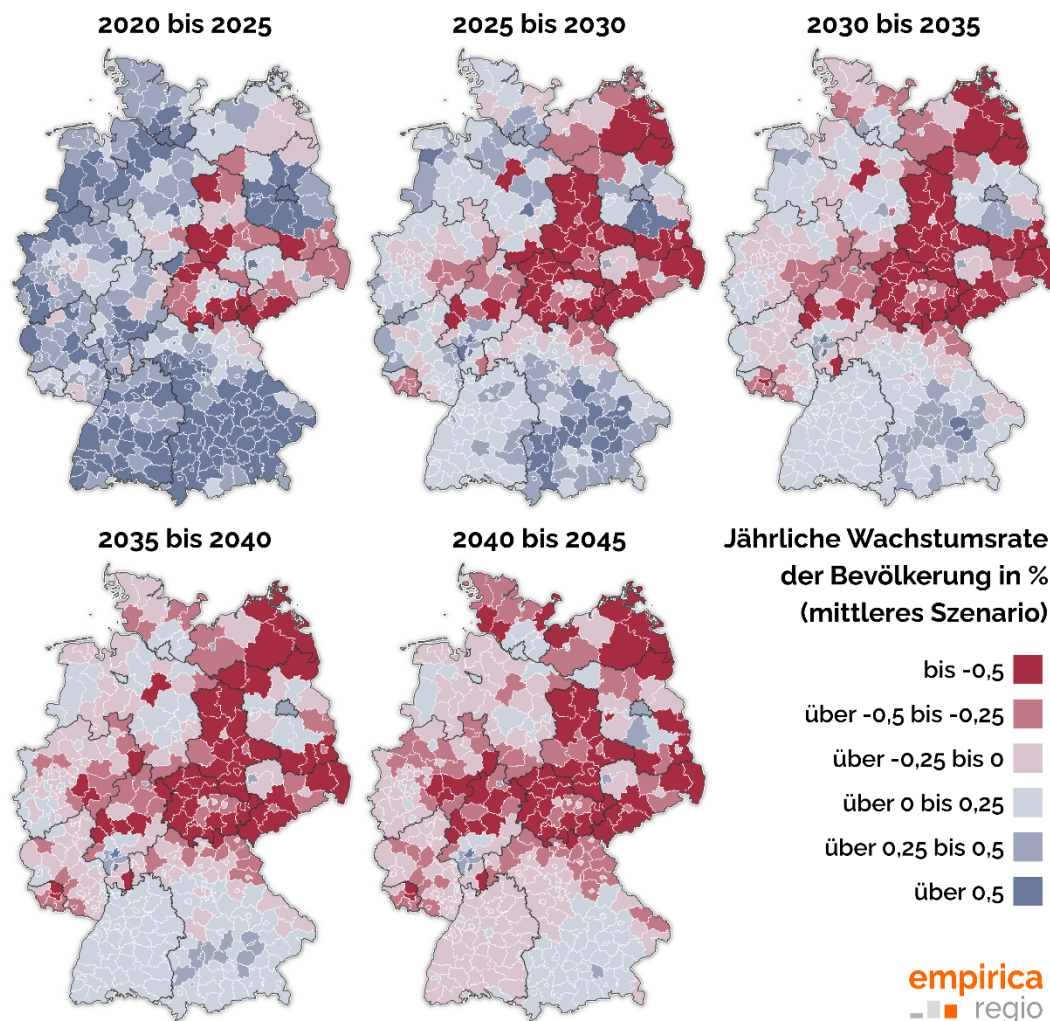 2020 bis 2025
2025 bis 2030
2030 bis 2035
2035 bis 2040
2040 bis 2045
Jährliche Wachstumsrate
der Bevölkerung in %
(mittleres Szenario)
bis -0,5
über -0,5 bis -0,25
über -0,25 bis 0
über 0 bis 0,25
über 0,25 bis 0,5
über 0,5
empirica
regio